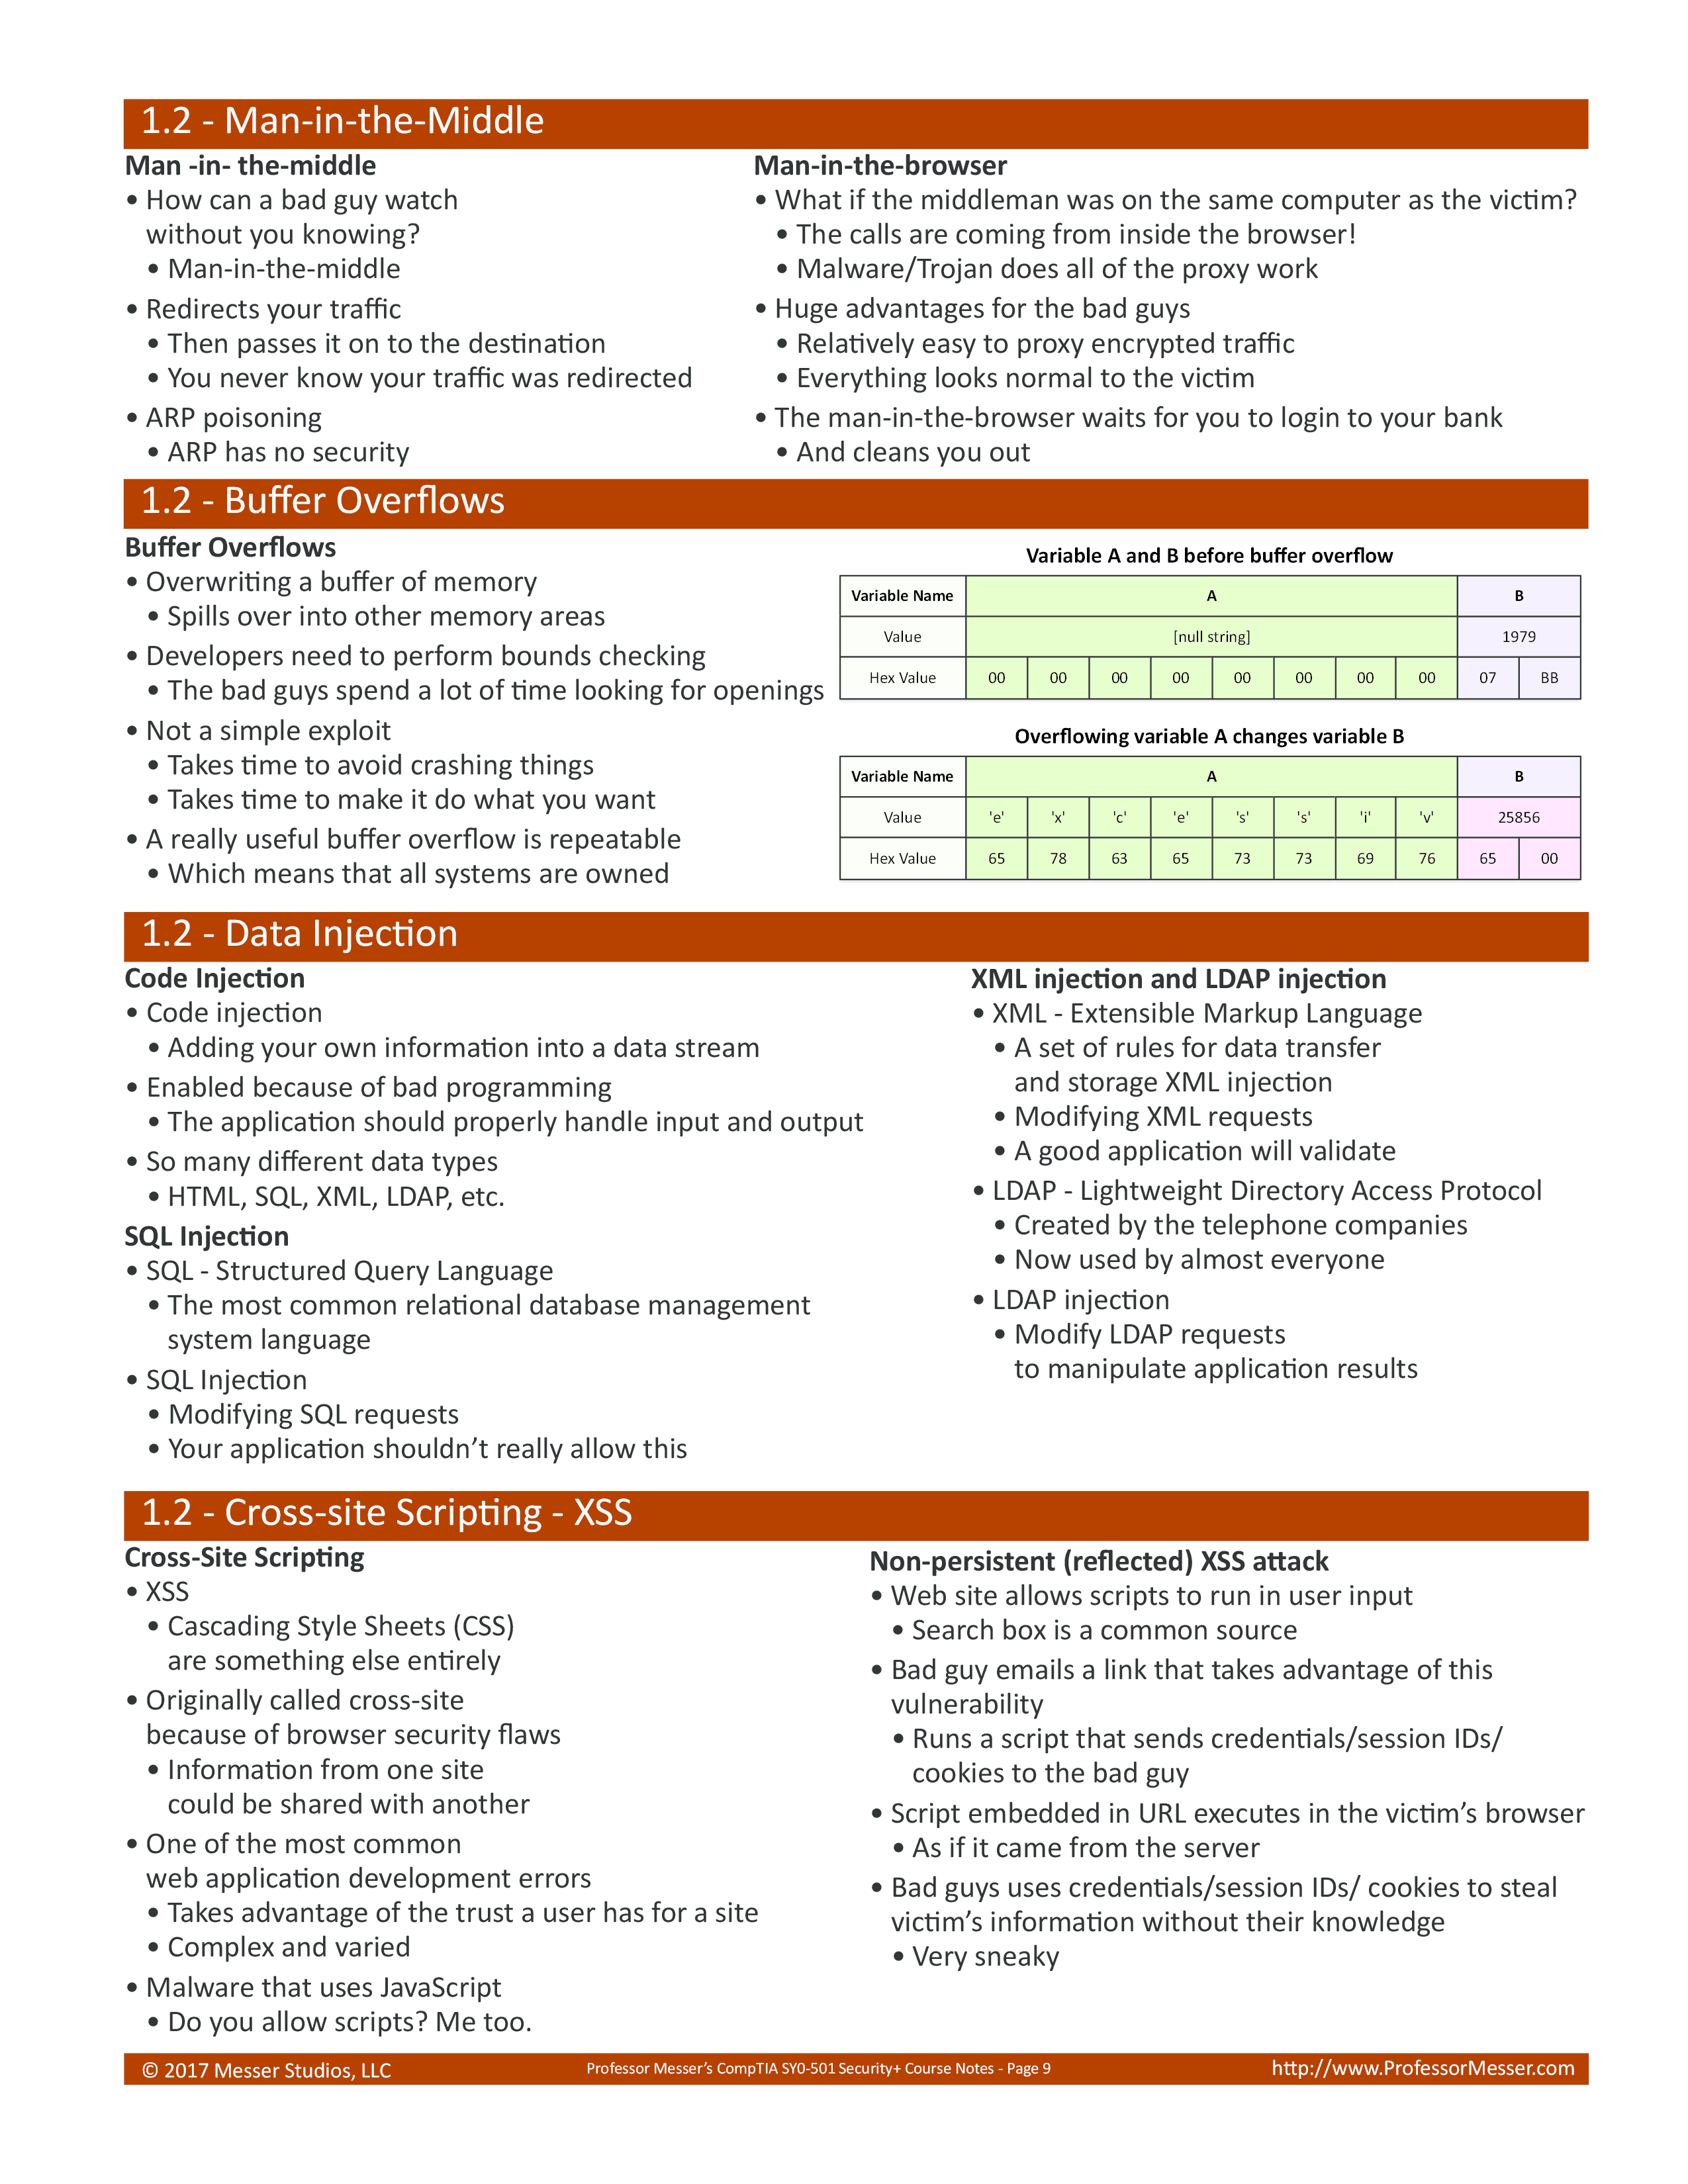 1.2 - Man-in-the-Middle
Man -in- the-middle
• How can a bad guy watch
without you knowing?
• Man-in-the-middle
• Redirects your traffic
• Then passes it on to the destination
• You never know your traffic was redirected
• ARP poisoning
• ARP has no security
Man-in-the-browser
• What if the middleman was on the same computer as the victim?
• The calls are coming from inside the browser!
• Malware/Trojan does all of the proxy work
• Huge advantages for the bad guys
• Relatively easy to proxy encrypted traffic
• Everything looks normal to the victim
• The man-in-the-browser waits for you to login to your bank
• And cleans you out
1.2 - Buffer Overflows
Buffer Overflows
• Overwriting a buffer of memory
• Spills over into other memory areas
• Developers need to perform bounds checking
• The bad guys spend a lot of time looking for openings
• Not a simple exploit
• Takes time to avoid crashing things
• Takes time to make it do what you want
• A really useful buffer overflow is repeatable
• Which means that all systems are owned
Variable A and B before buffer overflow
Variable Name A B
Value [null string] 1979
Hex Value 00 00 00 00 00 00 00 00 07 BB
Overflowing variable A changes variable B
Variable Name A B
Value 'e' 'x' 'c' 'e' 's' 's' 'i' 'v' 25856
Hex Value 65 78 63 65 73 73 69 76 65 00
1.2 - Data Injection
Code Injection
• Code injection
• Adding your own information into a data stream
• Enabled because of bad programming
• The application should properly handle input and output
• So many different data types
• HTML, SQL, XML, LDAP, etc.
SQL Injection
• SQL - Structured Query Language
• The most common relational database management
system language
• SQL Injection
• Modifying SQL requests
• Your application shouldn’t really allow this
XML injection and LDAP injection
• XML - Extensible Markup Language
• A set of rules for data transfer
and storage XML injection
• Modifying XML requests
• A good application will validate
• LDAP - Lightweight Directory Access Protocol
• Created by the telephone companies
• Now used by almost everyone
• LDAP injection
• Modify LDAP requests
to manipulate application results
1.2 - Cross-site Scripting - XSS
Cross-Site Scripting
• XSS
• Cascading Style Sheets (CSS)
are something else entirely
• Originally called cross-site
because of browser security flaws
• Information from one site
could be shared with another
• One of the most common
web application development errors
• Takes advantage of the trust a user has for a site
• Complex and varied
• Malware that uses JavaScript
• Do you allow scripts? Me too.
Non-persistent (reflected) XSS attack
• Web site allows scripts to run in user input
• Search box is a common source
• Bad guy emails a link that takes advantage of this
vulnerability
• Runs a script that sends credentials/session IDs/
cookies to the bad guy
• Script embedded in URL executes in the victim’s browser
• As if it came from the server
• Bad guys uses credentials/session IDs/ cookies to steal
victim’s information without their knowledge
• Very sneaky
© 2017 Messer Studios, LLC
Professor Messer’s CompTIA SY0-501 Security+ Course Notes - Page 9
http://www.ProfessorMesser.com